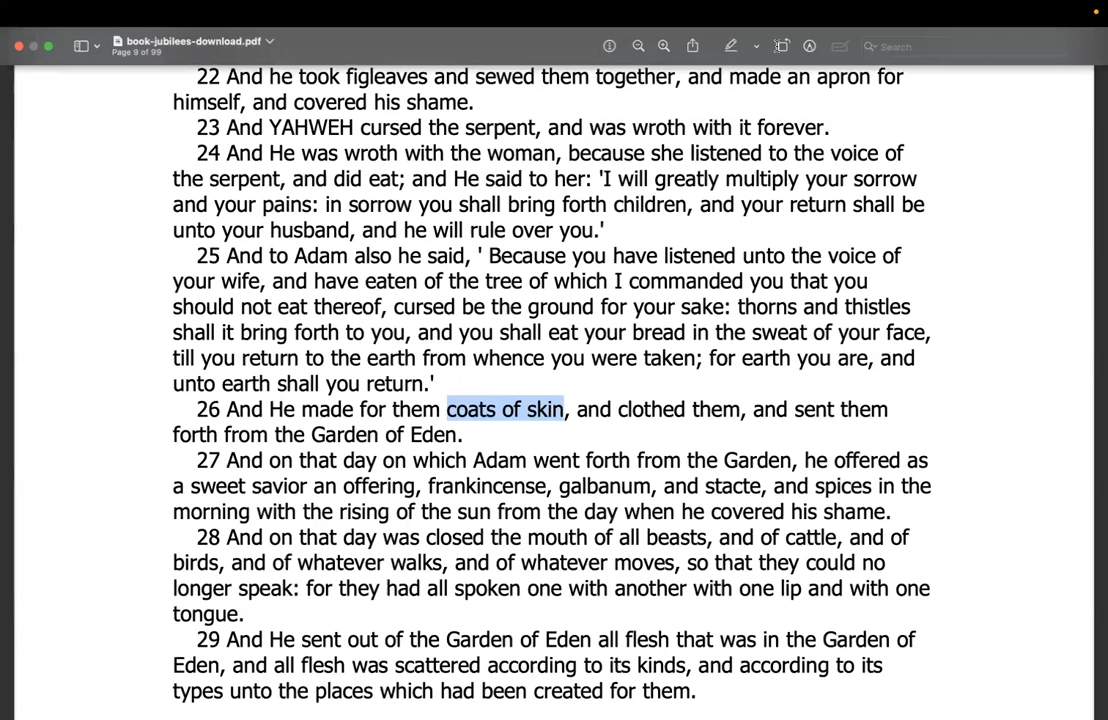 book-jubilees-download.pdf
Page 9 of 99
Search
22 And he took figleaves and sewed them together, and made an apron for
himself, and covered his shame.
23 And YAHWEH cursed the serpent, and was wroth with it forever.
24 And He was wroth with the woman, because she listened to the voice of
the serpent, and did eat; and He said to her: 'I will greatly multiply your sorrow
and your pains: in sorrow you shall bring forth children, and your return shall be
unto your husband, and he will rule over you.'
25 And to Adam also he said, ' Because you have listened unto the voice of
your wife, and have eaten of the tree of which I commanded you that you
should not eat thereof, cursed be the ground for your sake: thorns and thistles
shall it bring forth to you, and you shall eat your bread in the sweat of your face,
till you return to the earth from whence you were taken; for earth you are, and
unto earth shall you return.'
26 And He made for them coats of skin, and clothed them, and sent them
forth from the Garden of Eden.
27 And on that day on which Adam went forth from the Garden, he offered as
a sweet savior an offering, frankincense, galbanum, and stacte, and spices in the
morning with the rising of the sun from the day when he covered his shame.
28 And on that day was closed the mouth of all beasts, and of cattle, and of
birds, and of whatever walks, and of whatever moves, so that they could no
longer speak: for they had all spoken one with another with one lip and with one
tongue.
29 And He sent out of the Garden of Eden all flesh that was in the Garden of
Eden, and all flesh was scattered according to its kinds, and according to its
types unto the places which had been created for them.